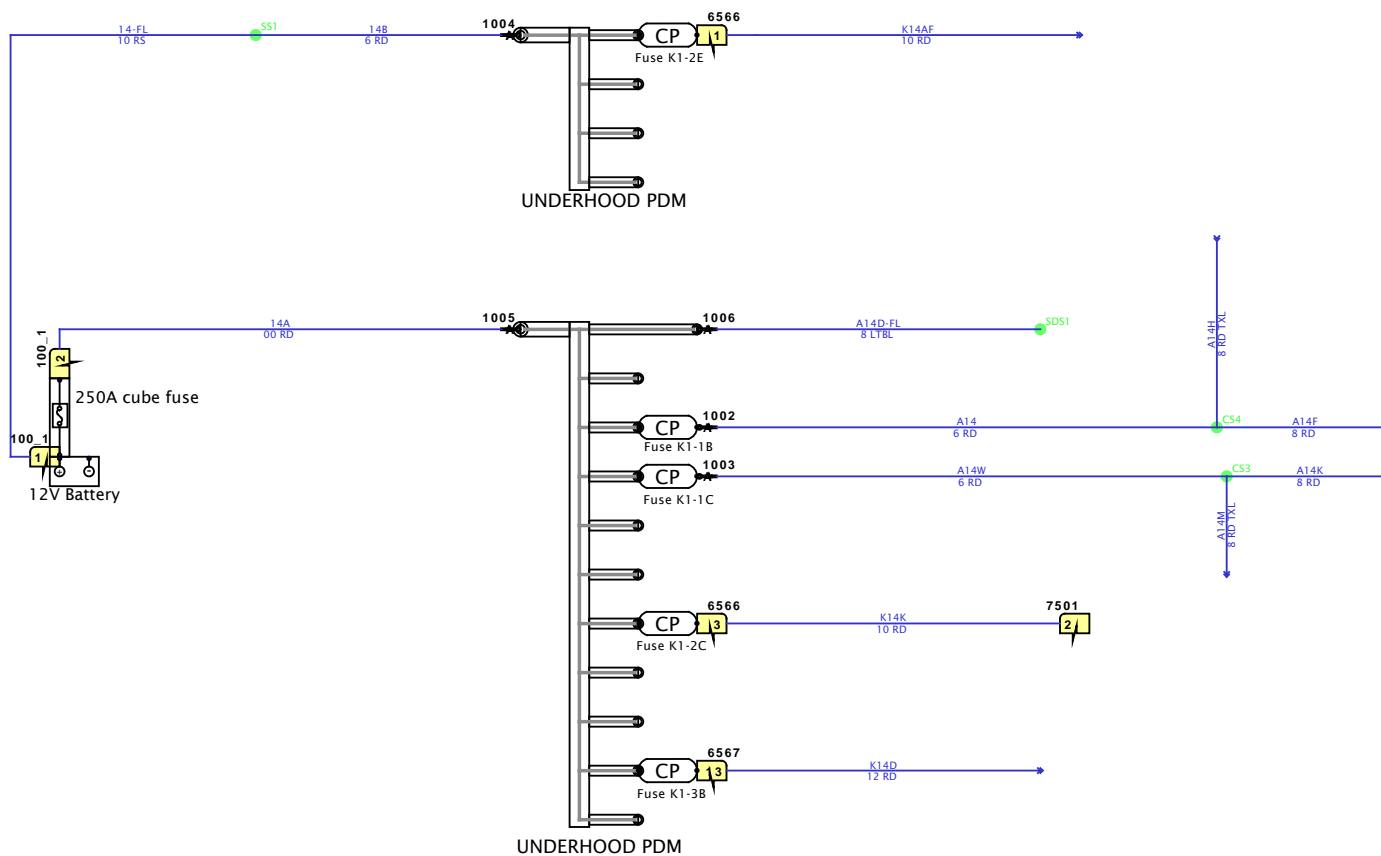 14-FL
10 RS
SS1
14B
6 RD
1004
A
CP
6566
1
Fuse K1-2E
K14AF
10 RD
UNDERHOOD PDM
14A
00 RD
1005
A
1006
A
A14D-FL
8 LTBL
SDS1
A14H
8 RD TXL
100_1
2
250A cube fuse
100_1
1
+
-
12V Battery
CP
1002
A
Fuse K1-1B
A14
6 RD
CS4
A14F
8 RD
CP
1003
A
Fuse K1-1C
A14W
6 RD
CS3
A14K
8 RD
A14M
8 RD TXL
CP
6566
3
Fuse K1-2C
K14K
10 RD
7501
2
CP
6567
13
Fuse K1-3B
K14D
12 RD
UNDERHOOD PDM